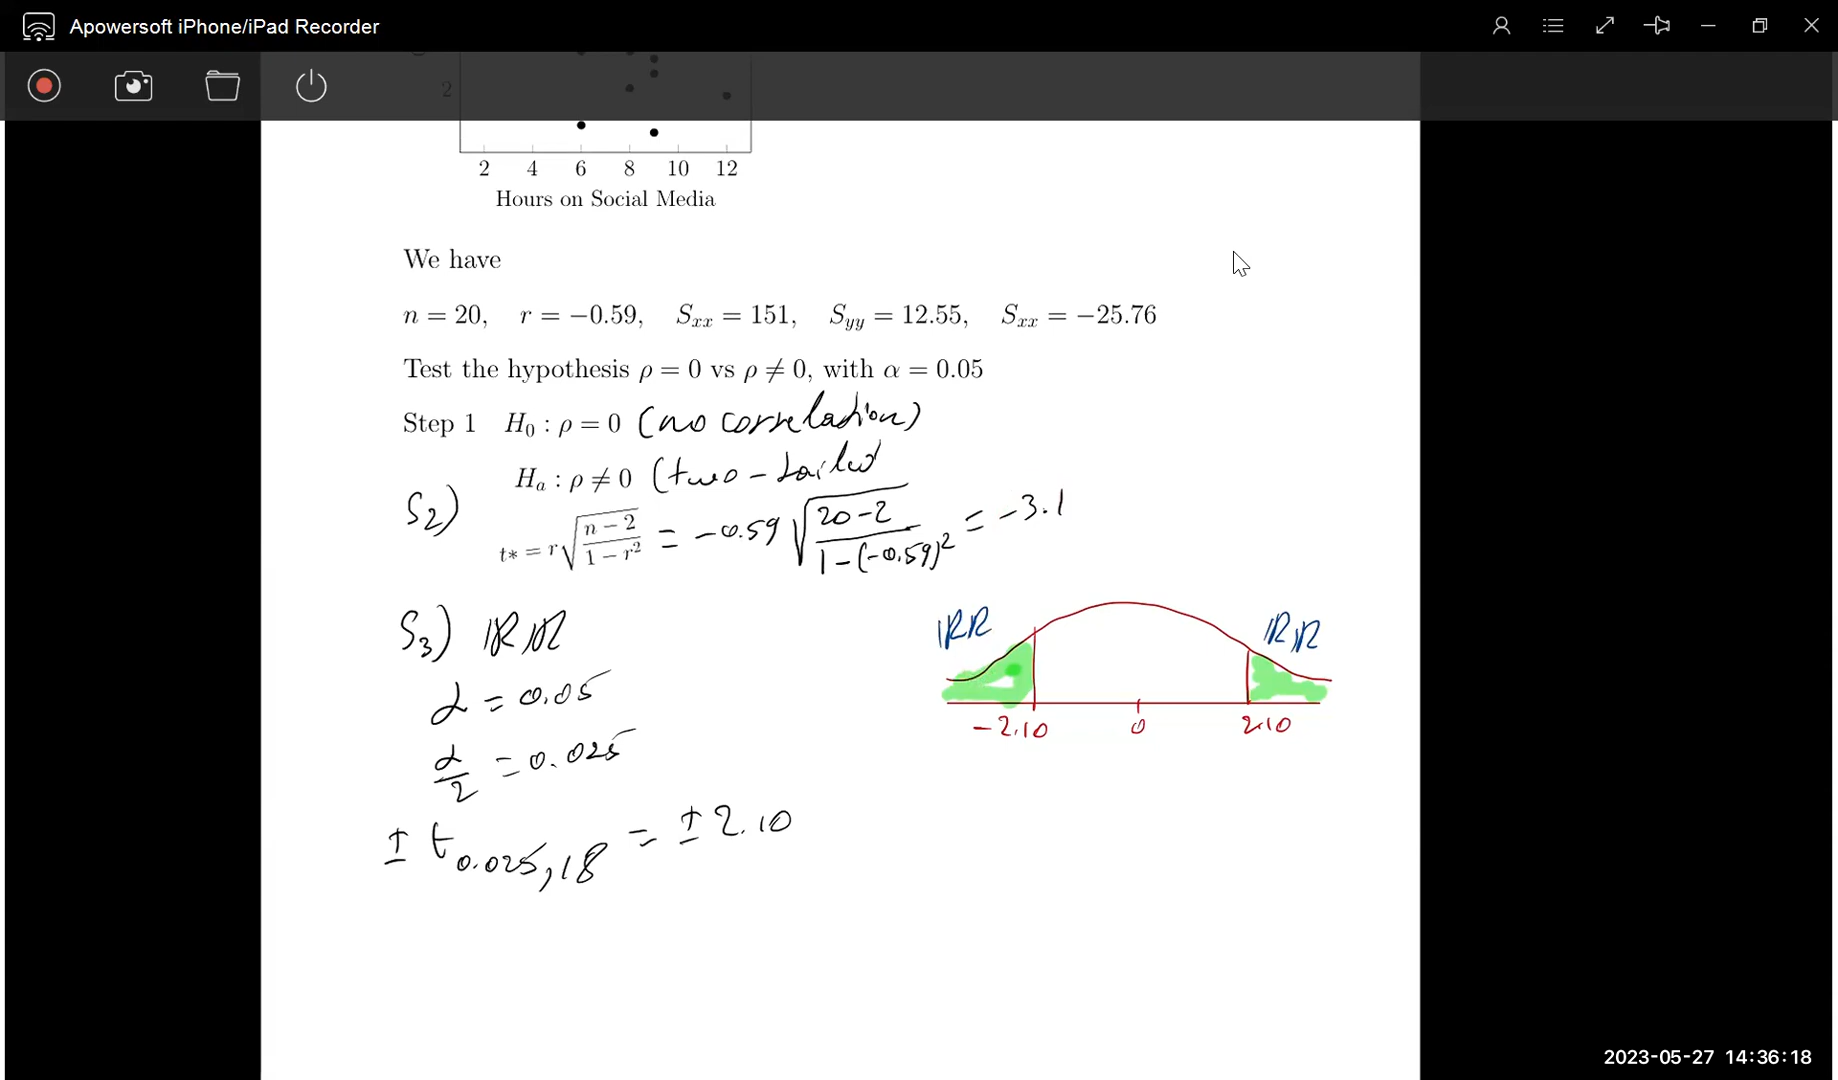 Apowersoft iPhone/iPad Recorder
2
2 4 6 8 10 12
Hours on Social Media
We have
n = 20, r = −0.59, Sxx = 151, Syy = 12.55, Sxx = −25.76
Test the hypothesis ρ = 0 vs ρ ≠ 0, with α = 0.05
Step 1 H0 : ρ = 0 (no correlation)
Ha : ρ ≠ 0 (two-tailed
S2)
t* = r√((n − 2)/(1 − r²)) = −0.59 √((20−2)/(1−(−0.59)²)) = −3.1
S3) RR
α = 0.05
α/2 = 0.025
± t0.025,18 = ± 2.10
RR RR
−2.10 0 2.10
2023-05-27 14:36:18